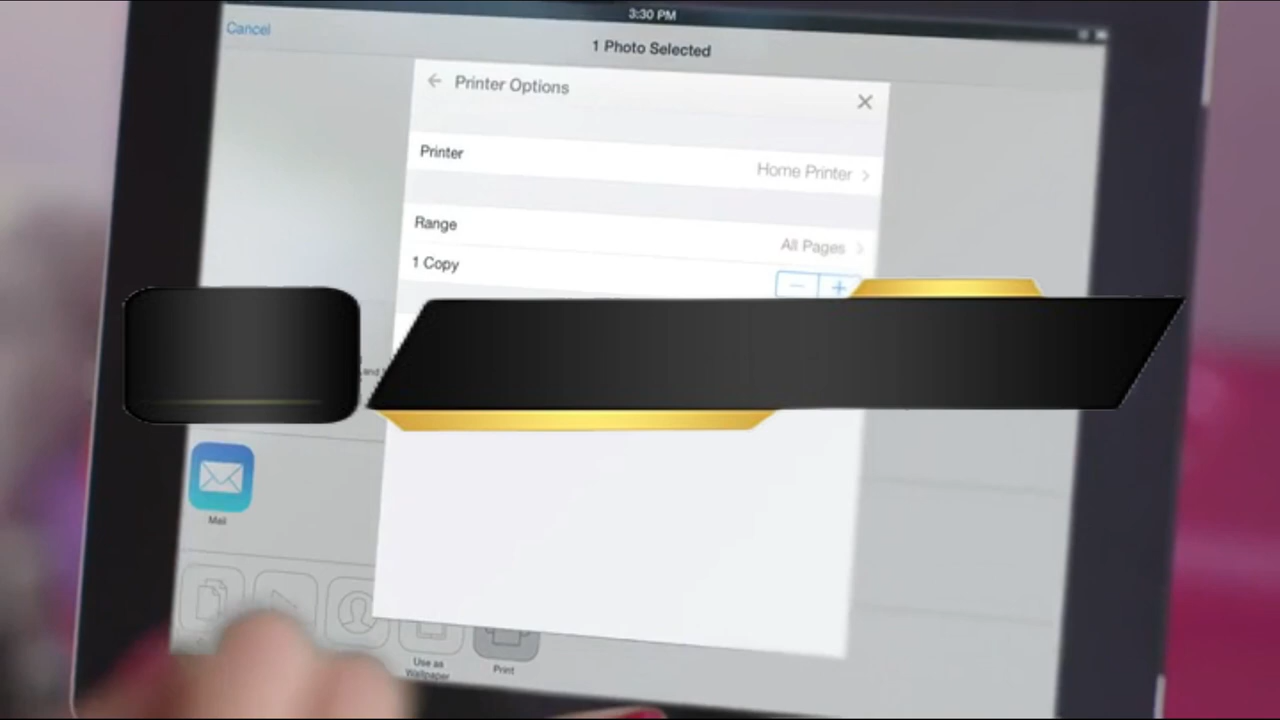 3:30 PM
Cancel
1 Photo Selected
Printer Options
Printer
Home Printer
Range
All Pages
1 Copy
and
Mail
Use as
Wallpaper
Print